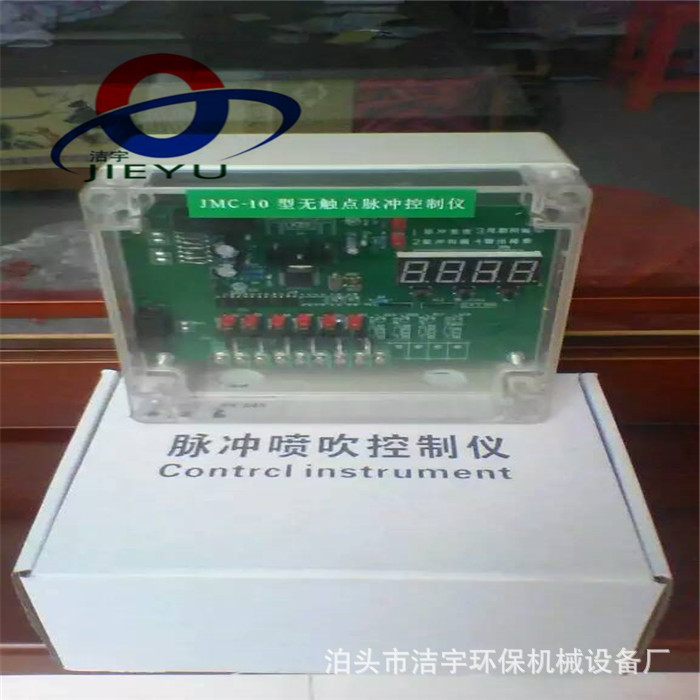 洁宇
JIEYU
JMC-10 型无触点脉冲控制仪
脉冲喷吹控制仪
Contrcl instrument
泊头市洁宇环保机械设备厂